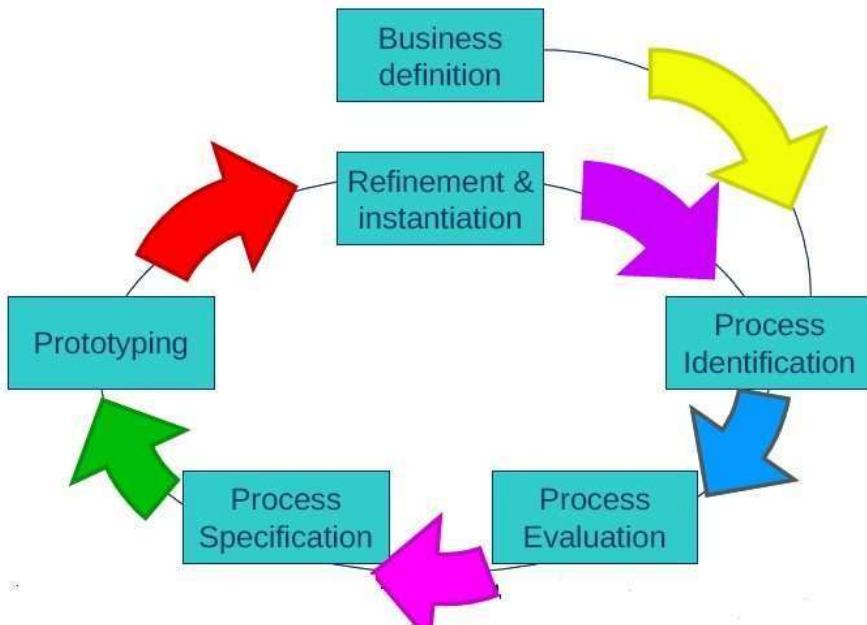 Business
definition
Refinement &
instantiation
Prototyping
Process
Identification
Process
Specification
Process
Evaluation